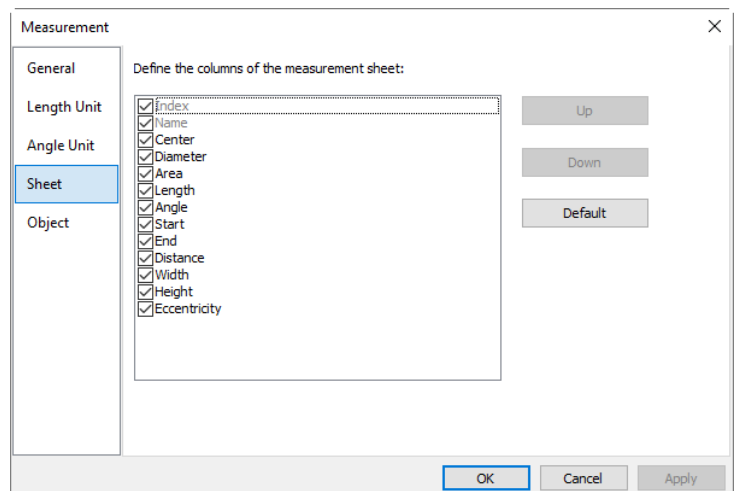 Measurement
General
Length Unit
Angle Unit
Sheet
Object
Define the columns of the measurement sheet:
Index
Name
Center
Diameter
Area
Length
Angle
Start
End
Distance
Width
Height
Eccentricity
Up
Down
Default
OK
Cancel
Apply